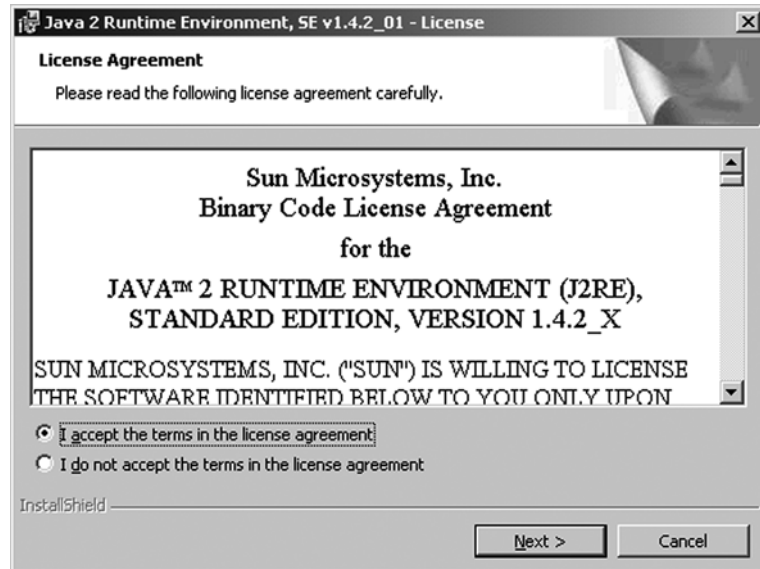 Java 2 Runtime Environment, SE v1.4.2_01 - License
License Agreement
Please read the following license agreement carefully.
Sun Microsystems, Inc.
Binary Code License Agreement
for the
JAVA™ 2 RUNTIME ENVIRONMENT (J2RE),
STANDARD EDITION, VERSION 1.4.2_X
SUN MICROSYSTEMS, INC. ("SUN") IS WILLING TO LICENSE
THE SOFTWARE IDENTIFIED BELOW TO YOU ONLY UPON
I accept the terms in the license agreement
I do not accept the terms in the license agreement
InstallShield
Next >
Cancel